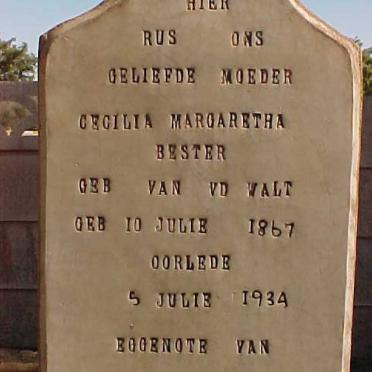 HIER
RUS ONS
GELIEFDE MOEDER
CECILIA MARGARETHA
BESTER
GEB VAN VD WALT
GEB 10 JULIE 1867
OORLEDE
5 JULIE 1934
EGGENOTE VAN